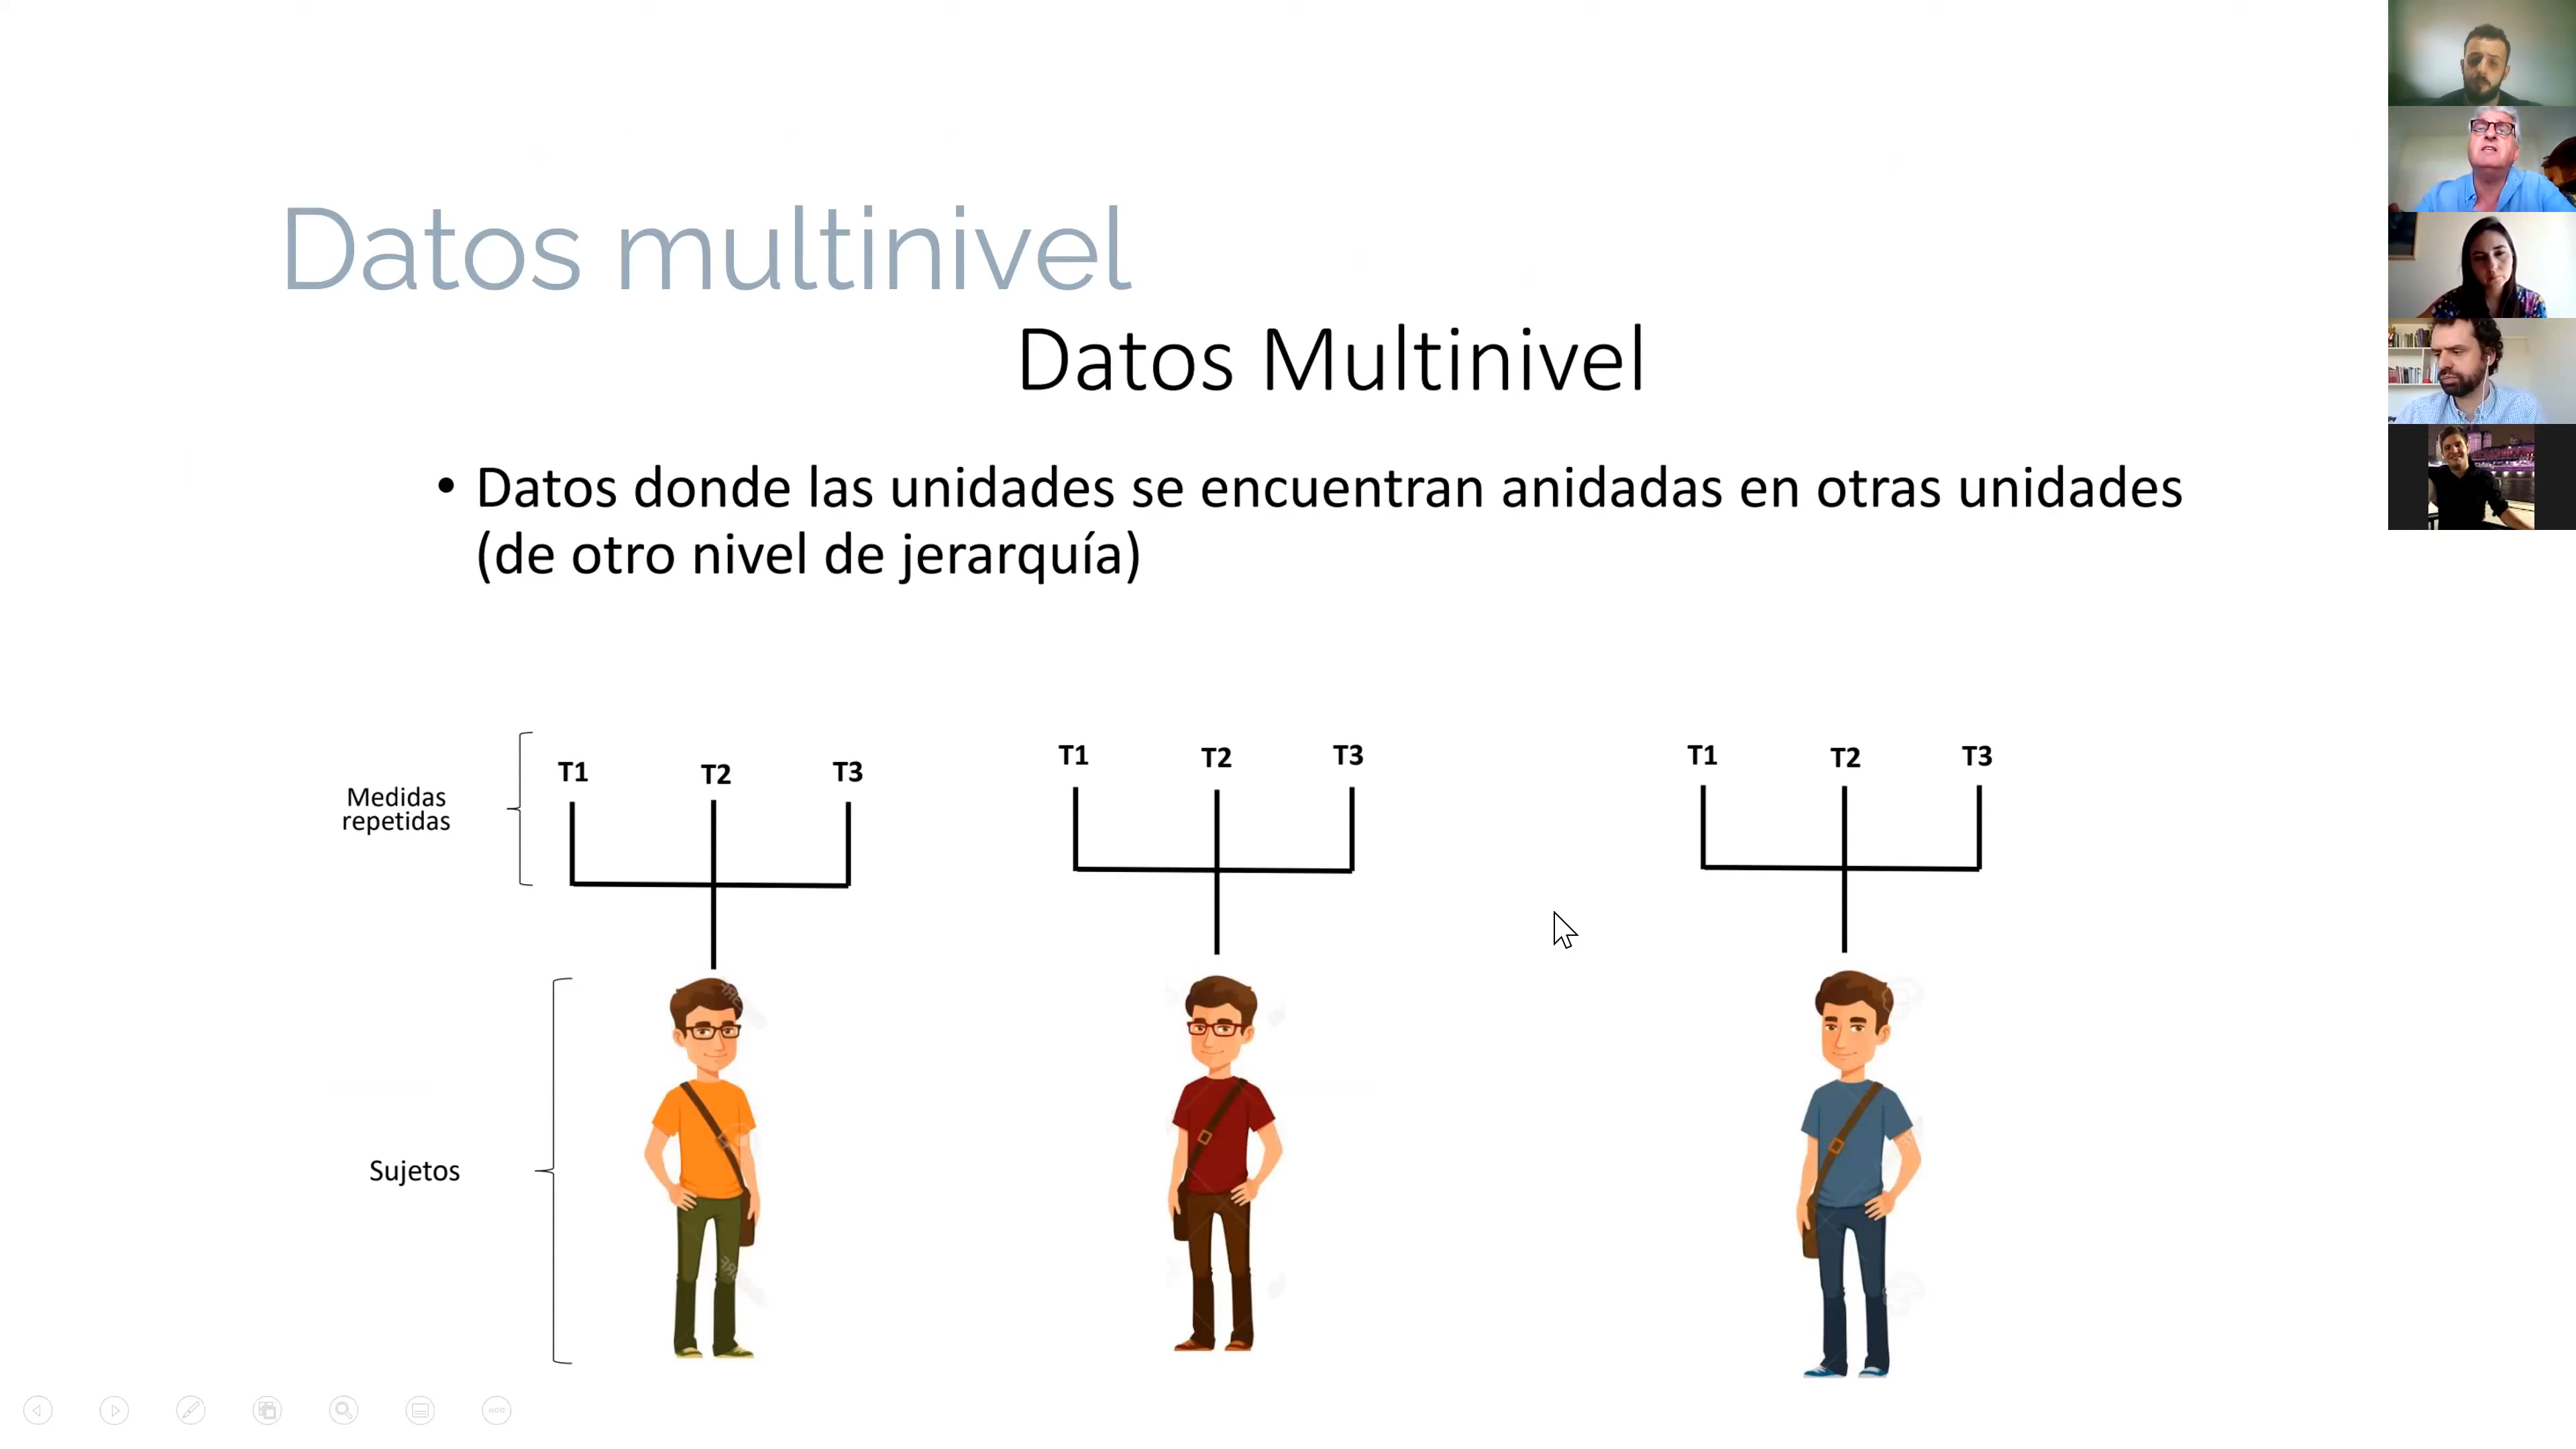 Datos multinivel
Datos Multinivel
• Datos donde las unidades se encuentran anidadas en otras unidades
(de otro nivel de jerarquía)
Medidas
repetidas
T1 T2 T3
T1 T2 T3
T1 T2 T3
Sujetos